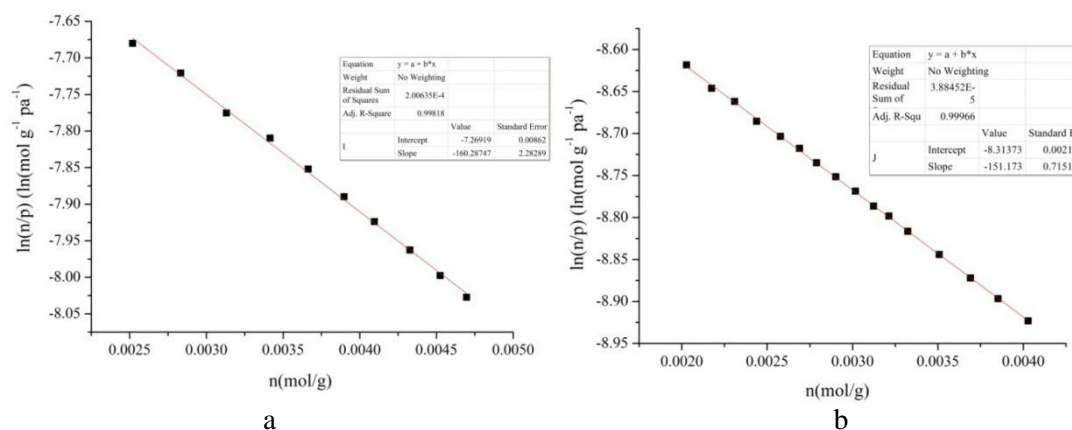 -7.65
-7.70
-7.75
-7.80
-7.85
-7.90
-7.95
-8.00
-8.05
ln(n/p) (ln(mol g⁻¹ pa⁻¹)
0.0025 0.0030 0.0035 0.0040 0.0045 0.0050
n(mol/g)
Equation y = a + b*x
Weight No Weighting
Residual Sum of Squares 2.00635E-4
Adj. R-Square 0.99818
Value Standard Error
I Intercept -7.26919 0.00862
Slope -160.28747 2.28289
a
-8.60
-8.65
-8.70
-8.75
-8.80
-8.85
-8.90
-8.95
ln(n/p) (ln(mol g⁻¹ pa⁻¹)
0.0020 0.0025 0.0030 0.0035 0.0040
n(mol/g)
Equation y = a + b*x
Weight No Weighting
Residual 3.88452E-
Sum of 5
Adj. R-Squ 0.99966
Value Standard E
J Intercept -8.31373 0.0021
Slope -151.173 0.7151
b